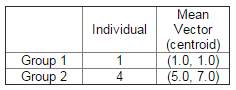 Individual Mean
Vector
(centroid)
Group 1 1 (1.0, 1.0)
Group 2 4 (5.0, 7.0)